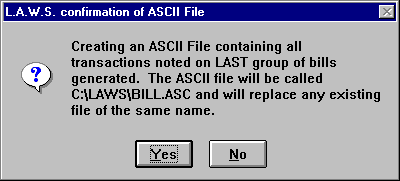 L.A.W.S. confirmation of ASCII File
Creating an ASCII File containing all
transactions noted on LAST group of bills
generated.  The ASCII file will be called
C:\LAWS\BILL.ASC and will replace any existing
file of the same name.
Yes
No